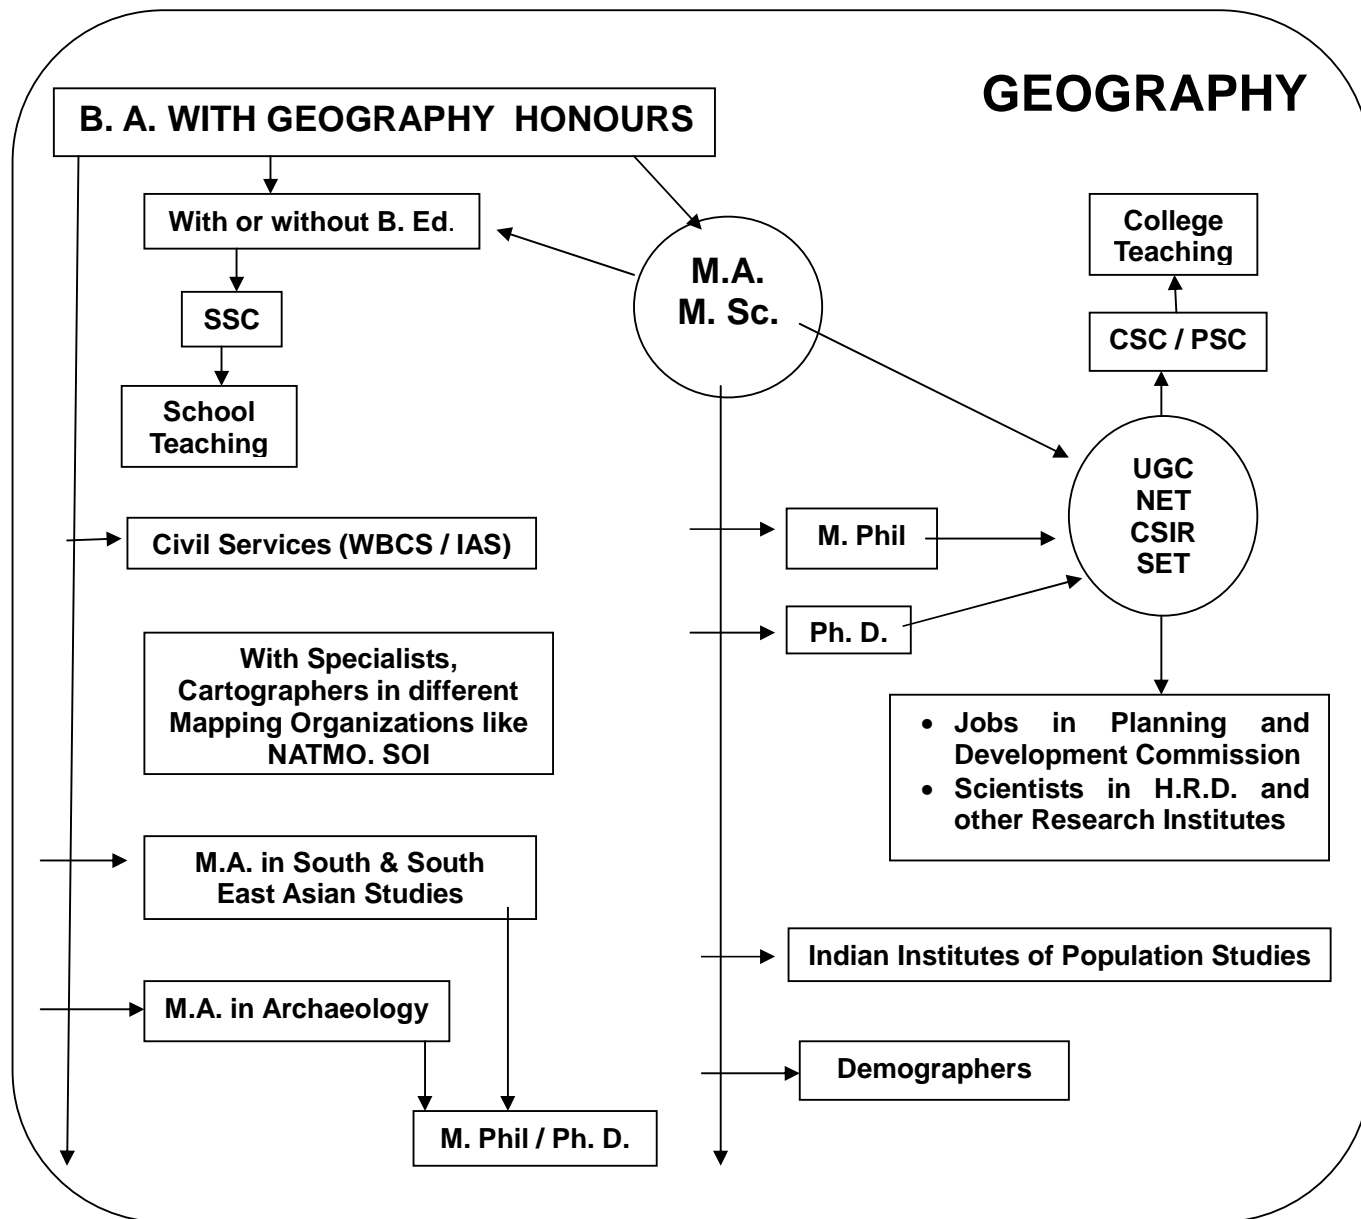 GEOGRAPHY
B. A. WITH GEOGRAPHY HONOURS
With or without B. Ed.
SSC
School
Teaching
M.A.
M. Sc.
College
Teaching
CSC / PSC
UGC
NET
CSIR
SET
Civil Services (WBCS / IAS)
M. Phil
Ph. D.
With Specialists,
Cartographers in different
Mapping Organizations like
NATMO. SOI
• Jobs in Planning and
Development Commission
• Scientists in H.R.D. and
other Research Institutes
M.A. in South & South
East Asian Studies
Indian Institutes of Population Studies
M.A. in Archaeology
Demographers
M. Phil / Ph. D.